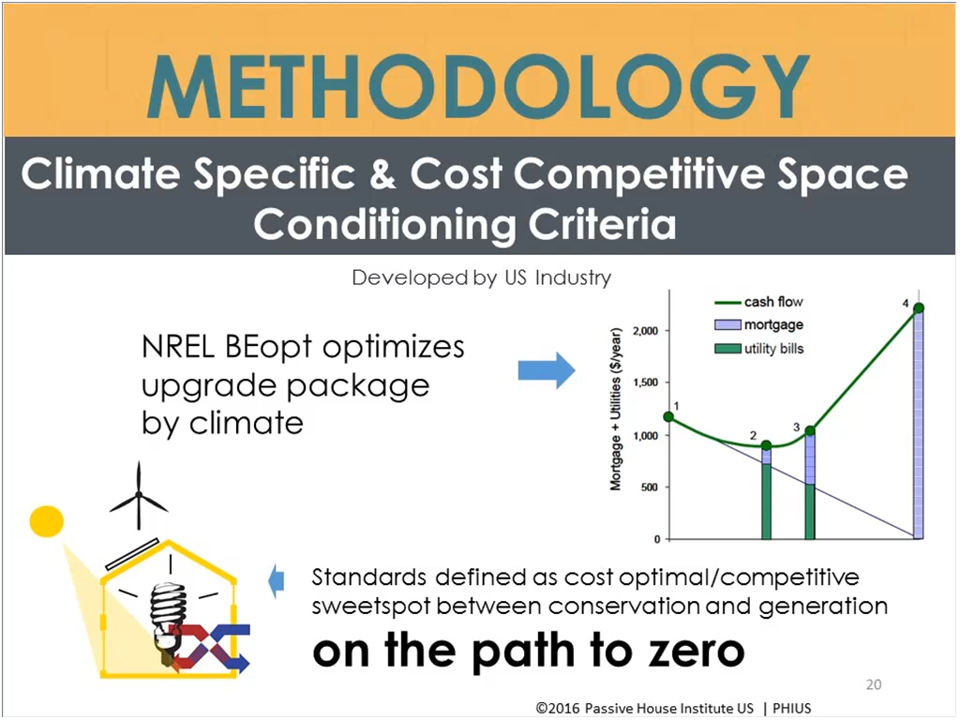 METHODOLOGY
Climate Specific & Cost Competitive Space
Conditioning Criteria
Developed by US Industry
NREL BEopt optimizes
upgrade package
by climate
cash flow
mortgage
utility bills
Mortgage + Utilities ($/year)
2,000
1,500
1,000
500
0
1
2
3
4
Standards defined as cost optimal/competitive
sweetspot between conservation and generation
on the path to zero
20
©2016 Passive House Institute US | PHIUS